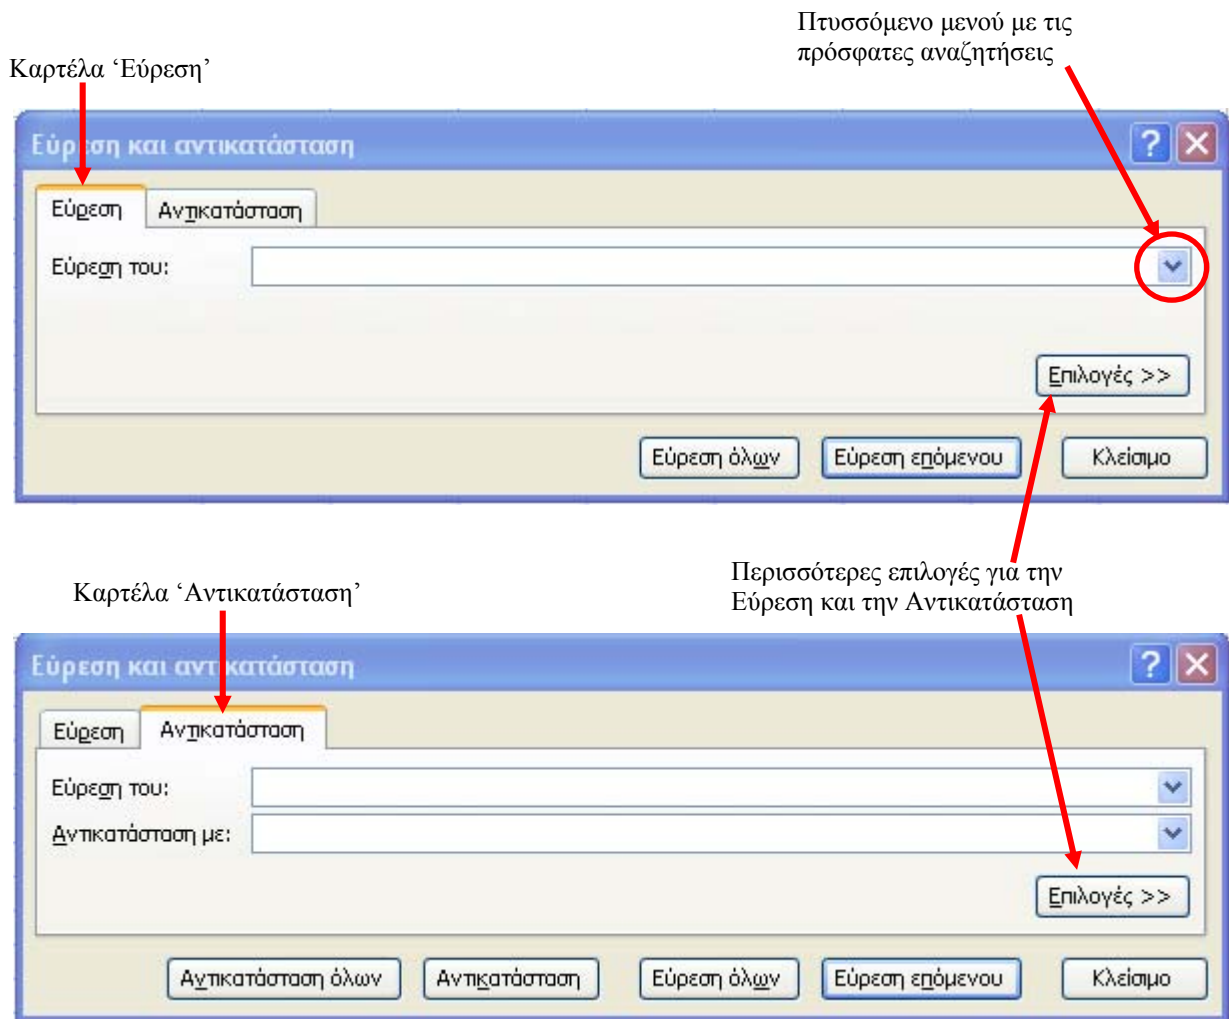 Πτυσσόμενο μενού με τις
πρόσφατες αναζητήσεις
Καρτέλα ‘Εύρεση’
Εύρεση και αντικατάσταση
Εύρεση Αντικατάσταση
Εύρεση του:
Επιλογές >>
Εύρεση όλων Εύρεση επόμενου Κλείσιμο
Περισσότερες επιλογές για την
Εύρεση και την Αντικατάσταση
Καρτέλα ‘Αντικατάσταση’
Εύρεση και αντικατάσταση
Εύρεση Αντικατάσταση
Εύρεση του:
Αντικατάσταση με:
Επιλογές >>
Αντικατάσταση όλων Αντικατάσταση Εύρεση όλων Εύρεση επόμενου Κλείσιμο